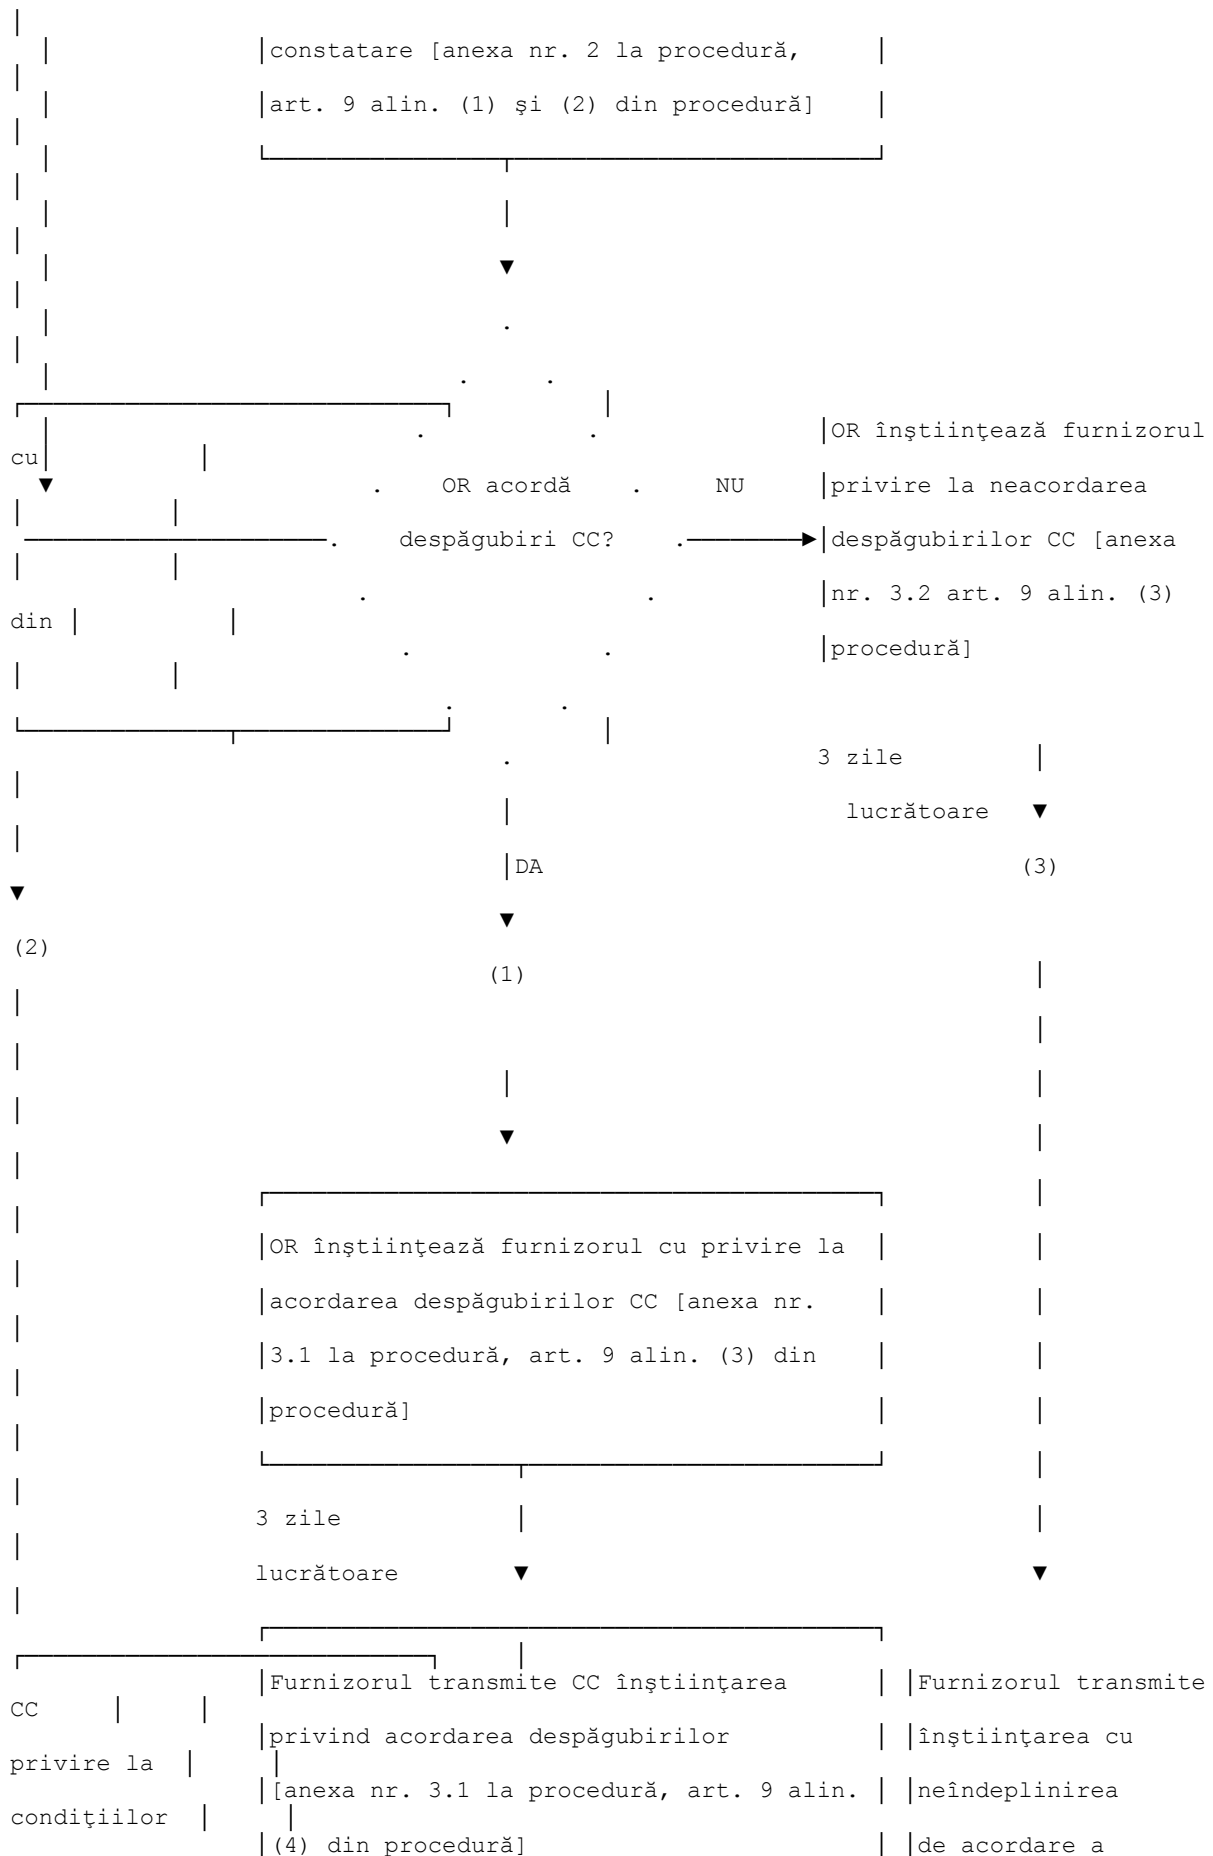 constatare [anexa nr. 2 la procedură,
art. 9 alin. (1) şi (2) din procedură]
OR înştiinţează furnizorul
cu
OR acordă NU privire la neacordarea
despăgubiri CC? despăgubirilor CC [anexa
nr. 3.2 art. 9 alin. (3)
din
procedură]
3 zile
lucrătoare
DA (3)
(2)
(1)
OR înştiinţează furnizorul cu privire la
acordarea despăgubirilor CC [anexa nr.
3.1 la procedură, art. 9 alin. (3) din
procedură]
3 zile
lucrătoare
Furnizorul transmite CC înştiinţarea Furnizorul transmite
CC
privind acordarea despăgubirilor înştiinţarea cu
privire la
[anexa nr. 3.1 la procedură, art. 9 alin. neîndeplinirea
condiţiilor
(4) din procedură] de acordare a